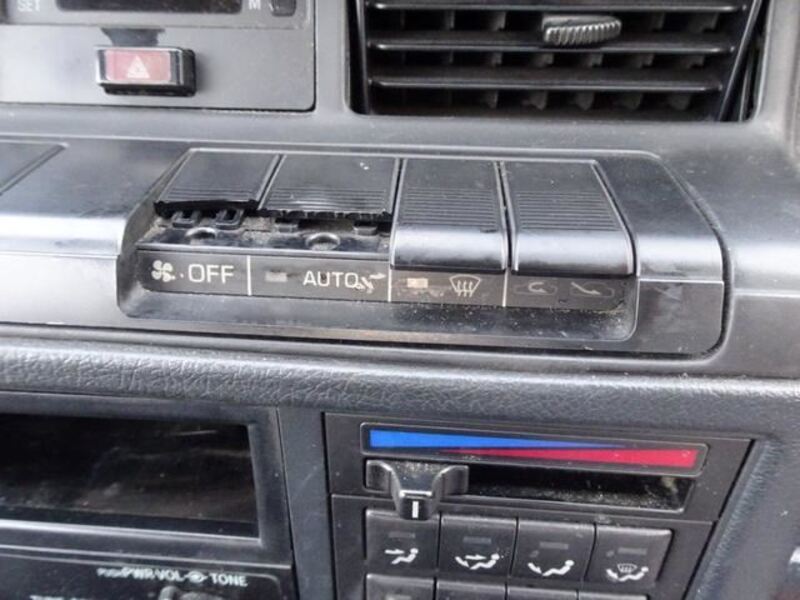 SET
M
OFF
AUTO
PWR/VOL TONE